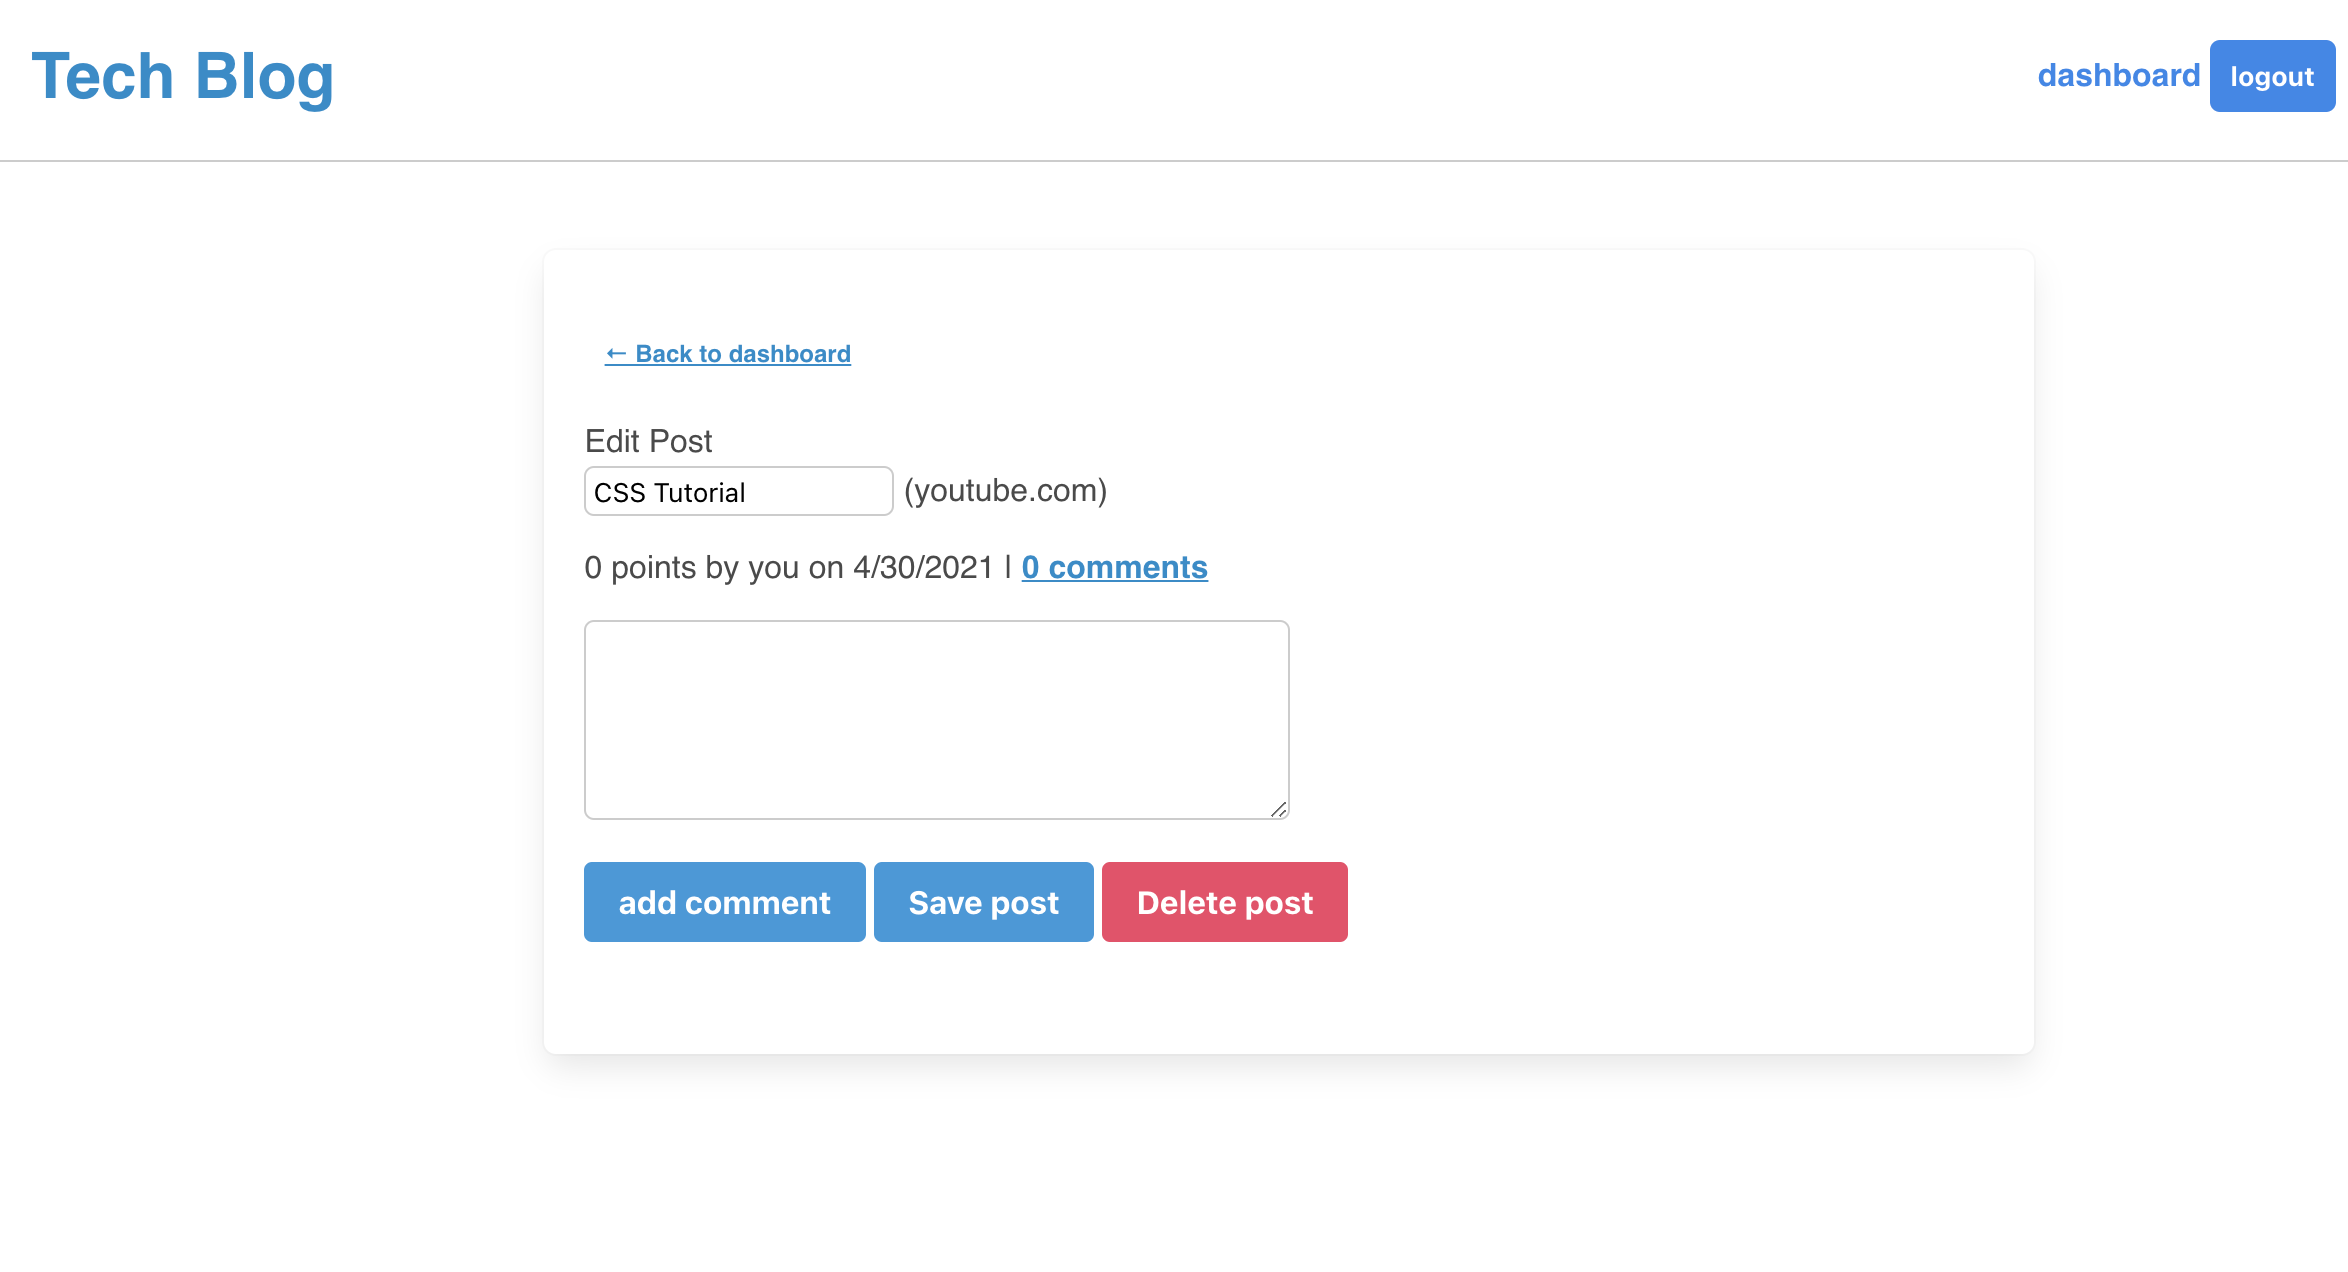 Tech Blog
dashboard logout
← Back to dashboard
Edit Post
CSS Tutorial (youtube.com)
0 points by you on 4/30/2021 | 0 comments
add comment Save post Delete post